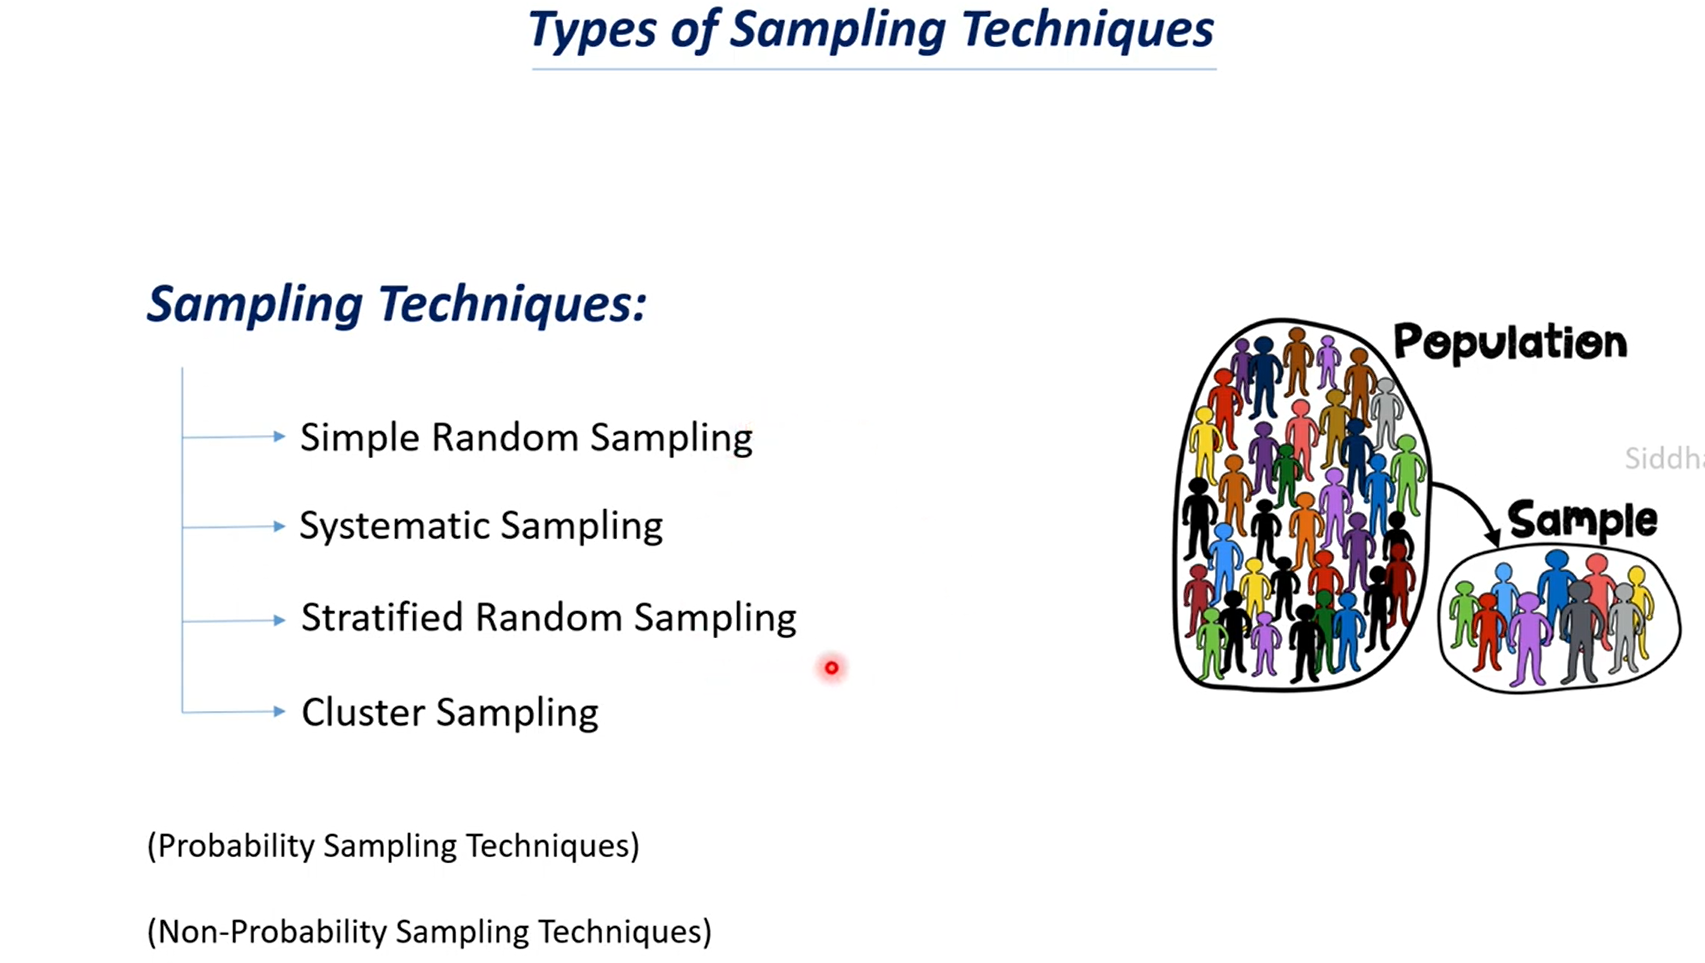 Types of Sampling Techniques
Sampling Techniques:
Simple Random Sampling
Systematic Sampling
Stratified Random Sampling
Cluster Sampling
(Probability Sampling Techniques)
(Non-Probability Sampling Techniques)
Population
Sample